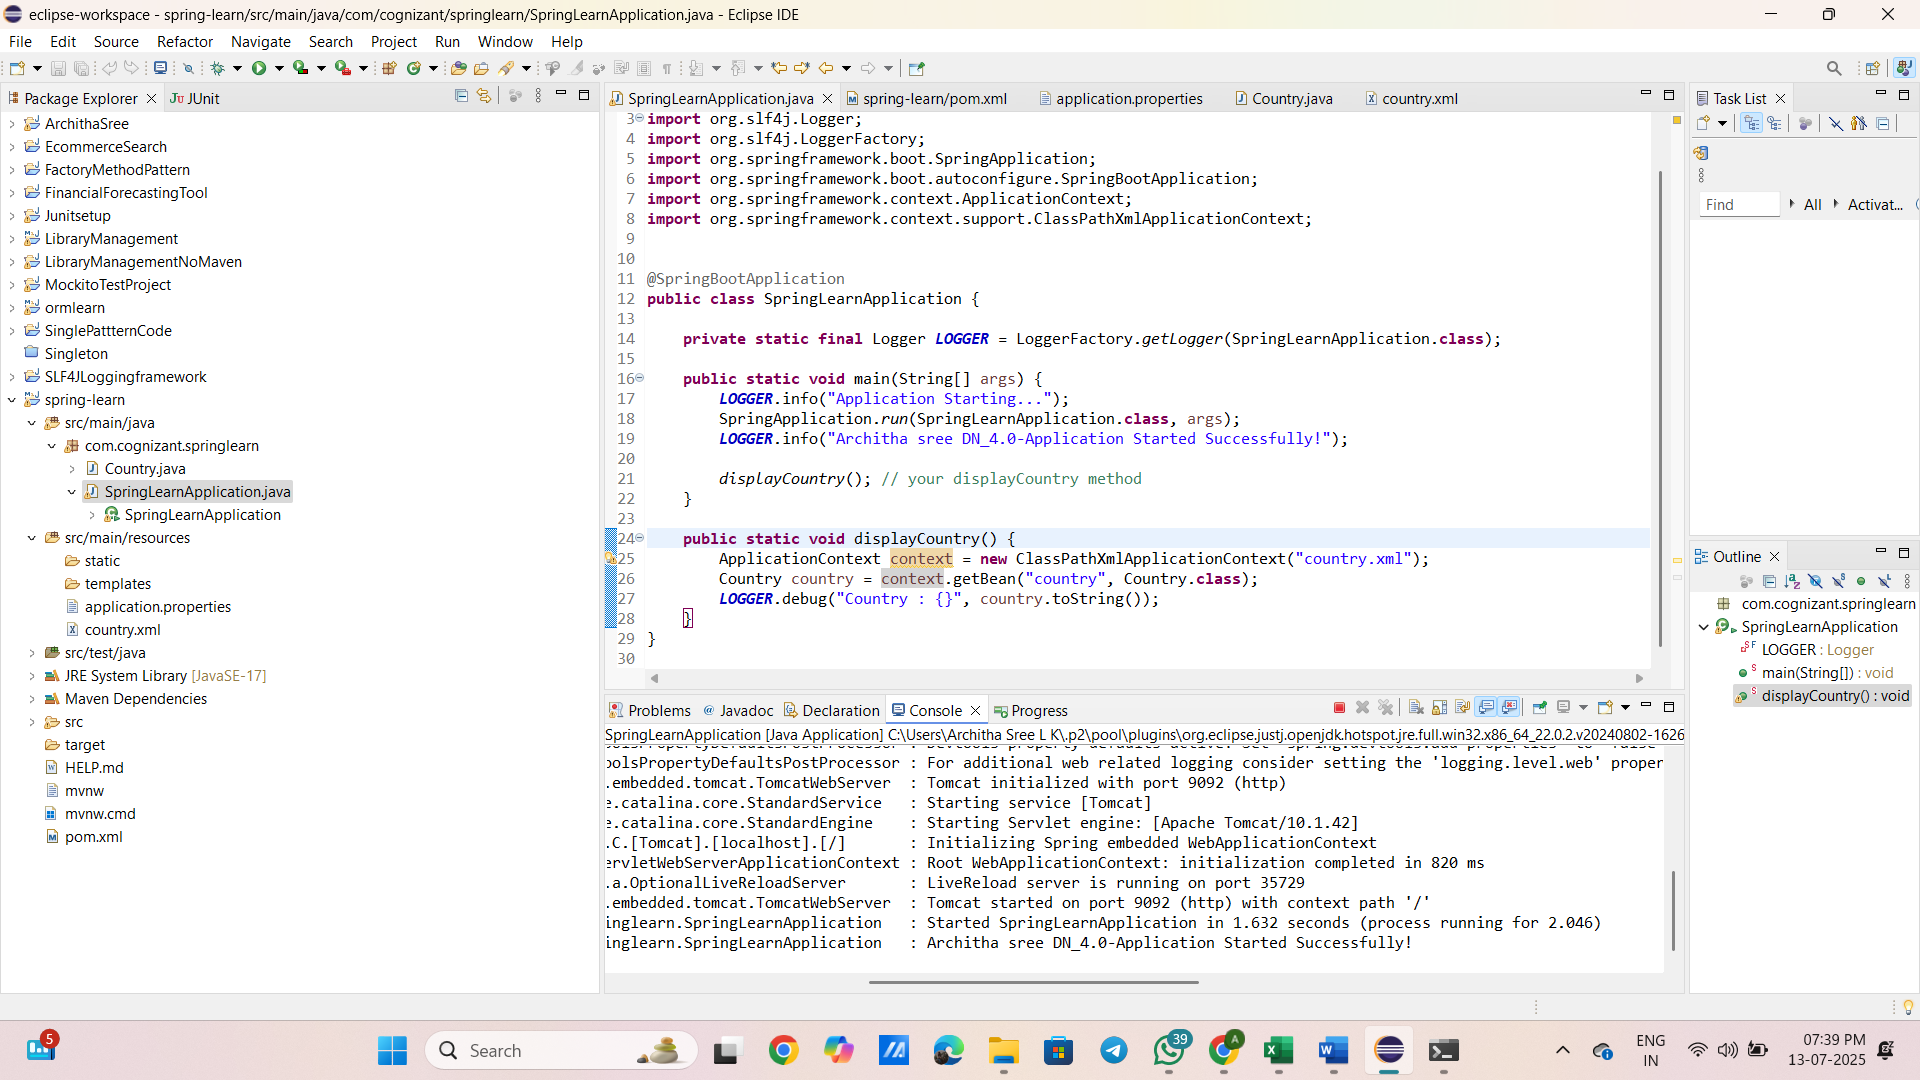 eclipse-workspace - spring-learn/src/main/java/com/cognizant/springlearn/SpringLearnApplication.java - Eclipse IDE
File Edit Source Refactor Navigate Search Project Run Window Help
Package Explorer
JUnit
ArchithaSree
EcommerceSearch
FactoryMethodPattern
FinancialForecastingTool
Junitsetup
LibraryManagement
LibraryManagementNoMaven
MockitoTestProject
ormlearn
SinglePattternCode
Singleton
SLF4JLoggingframework
spring-learn
src/main/java
com.cognizant.springlearn
Country.java
SpringLearnApplication.java
SpringLearnApplication
src/main/resources
static
templates
application.properties
country.xml
src/test/java
JRE System Library [JavaSE-17]
Maven Dependencies
src
target
HELP.md
mvnw
mvnw.cmd
pom.xml
SpringLearnApplication.java spring-learn/pom.xml application.properties Country.java country.xml
3 import org.slf4j.Logger;
4 import org.slf4j.LoggerFactory;
5 import org.springframework.boot.SpringApplication;
6 import org.springframework.boot.autoconfigure.SpringBootApplication;
7 import org.springframework.context.ApplicationContext;
8 import org.springframework.context.support.ClassPathXmlApplicationContext;
9
10
11 @SpringBootApplication
12 public class SpringLearnApplication {
13
14 private static final Logger LOGGER = LoggerFactory.getLogger(SpringLearnApplication.class);
15
16 public static void main(String[] args) {
17 LOGGER.info("Application Starting...");
18 SpringApplication.run(SpringLearnApplication.class, args);
19 LOGGER.info("Architha sree DN_4.0-Application Started Successfully!");
20
21 displayCountry(); // your displayCountry method
22 }
23
24 public static void displayCountry() {
25 ApplicationContext context = new ClassPathXmlApplicationContext("country.xml");
26 Country country = context.getBean("country", Country.class);
27 LOGGER.debug("Country : {}", country.toString());
28 }
29 }
30
Problems Javadoc Declaration Console Progress
SpringLearnApplication [Java Application] C:\Users\Architha Sree L K\.p2\pool\plugins\org.eclipse.justj.openjdk.hotspot.jre.full.win32.x86_64_22.0.2.v20240802-1626
oolsPropertyDefaultsPostProcessor : For additional web related logging consider setting the 'logging.level.web' proper
.embedded.tomcat.TomcatWebServer : Tomcat initialized with port 9092 (http)
e.catalina.core.StandardService : Starting service [Tomcat]
e.catalina.core.StandardEngine : Starting Servlet engine: [Apache Tomcat/10.1.42]
.C.[Tomcat].[localhost].[/] : Initializing Spring embedded WebApplicationContext
ervletWebServerApplicationContext : Root WebApplicationContext: initialization completed in 820 ms
.a.OptionalLiveReloadServer : LiveReload server is running on port 35729
.embedded.tomcat.TomcatWebServer : Tomcat started on port 9092 (http) with context path '/'
inglearn.SpringLearnApplication : Started SpringLearnApplication in 1.632 seconds (process running for 2.046)
inglearn.SpringLearnApplication : Architha sree DN_4.0-Application Started Successfully!
Task List
Find All Activat...
Outline
com.cognizant.springlearn
SpringLearnApplication
LOGGER : Logger
main(String[]) : void
displayCountry() : void
5
Search
39
A
ENG
IN
07:39 PM
13-07-2025